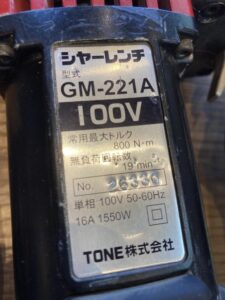 シャーレンチ
型式
GM-221A
100V
常用最大トルク
800 N・m
無負荷回転数
19 min⁻¹
No. 26339
単相 100V 50-60Hz
16A 1550W
TONE株式会社